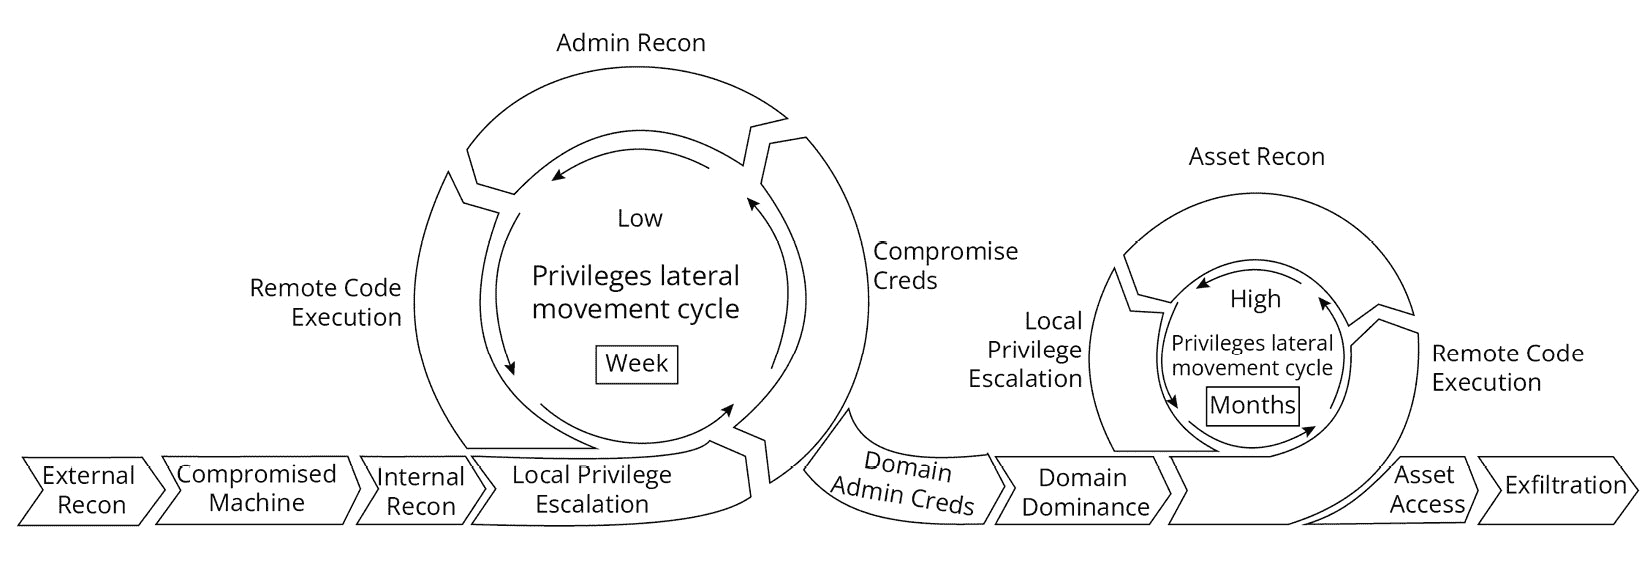 Admin Recon
Low
Privileges lateral
movement cycle
Week
Remote Code
Execution
Compromise
Creds
Asset Recon
High
Privileges lateral
movement cycle
Months
Local
Privilege
Escalation
Remote Code
Execution
External
Recon
Compromised
Machine
Internal
Recon
Local Privilege
Escalation
Domain
Admin Creds
Domain
Dominance
Asset
Access
Exfiltration